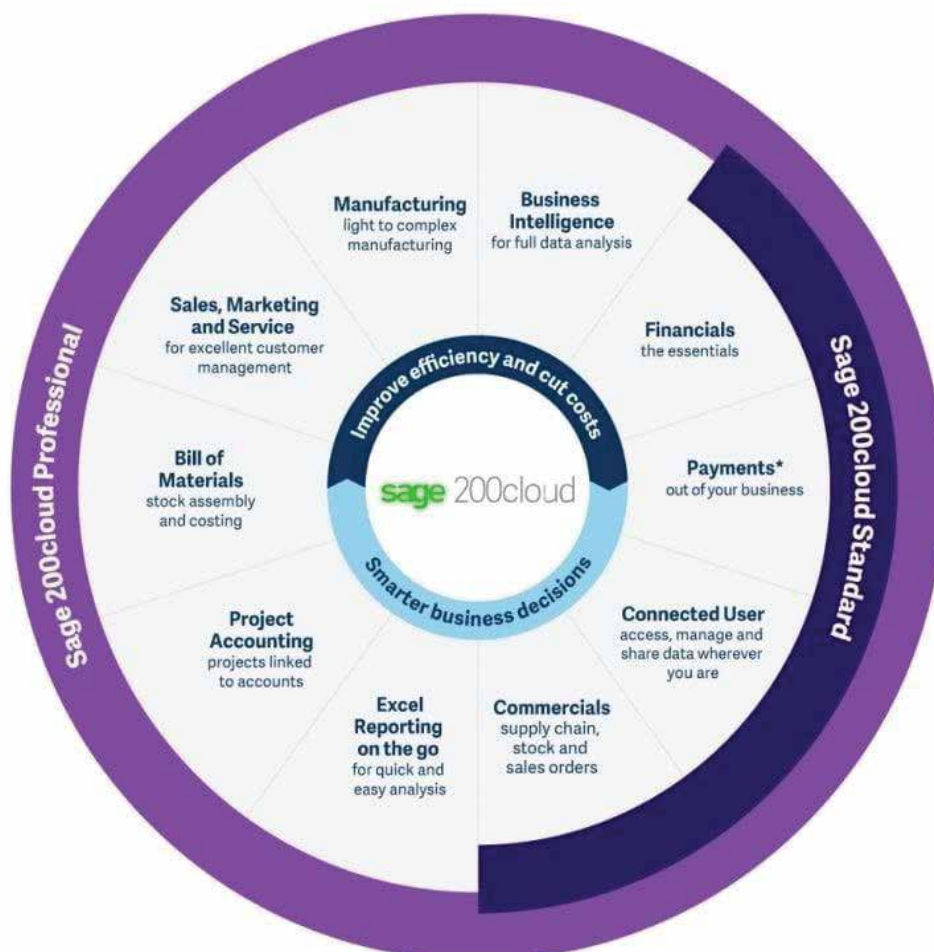 Sage 200cloud Professional
Sage 200cloud Standard
Manufacturing
light to complex
manufacturing
Business
Intelligence
for full data analysis
Sales, Marketing
and Service
for excellent customer
management
Financials
the essentials
Improve efficiency and cut costs
sage 200cloud
Smarter business decisions
Bill of
Materials
stock assembly
and costing
Payments*
out of your business
Project
Accounting
projects linked
to accounts
Connected User
access, manage and
share data wherever
you are
Excel
Reporting
on the go
for quick and
easy analysis
Commercials
supply chain,
stock and
sales orders